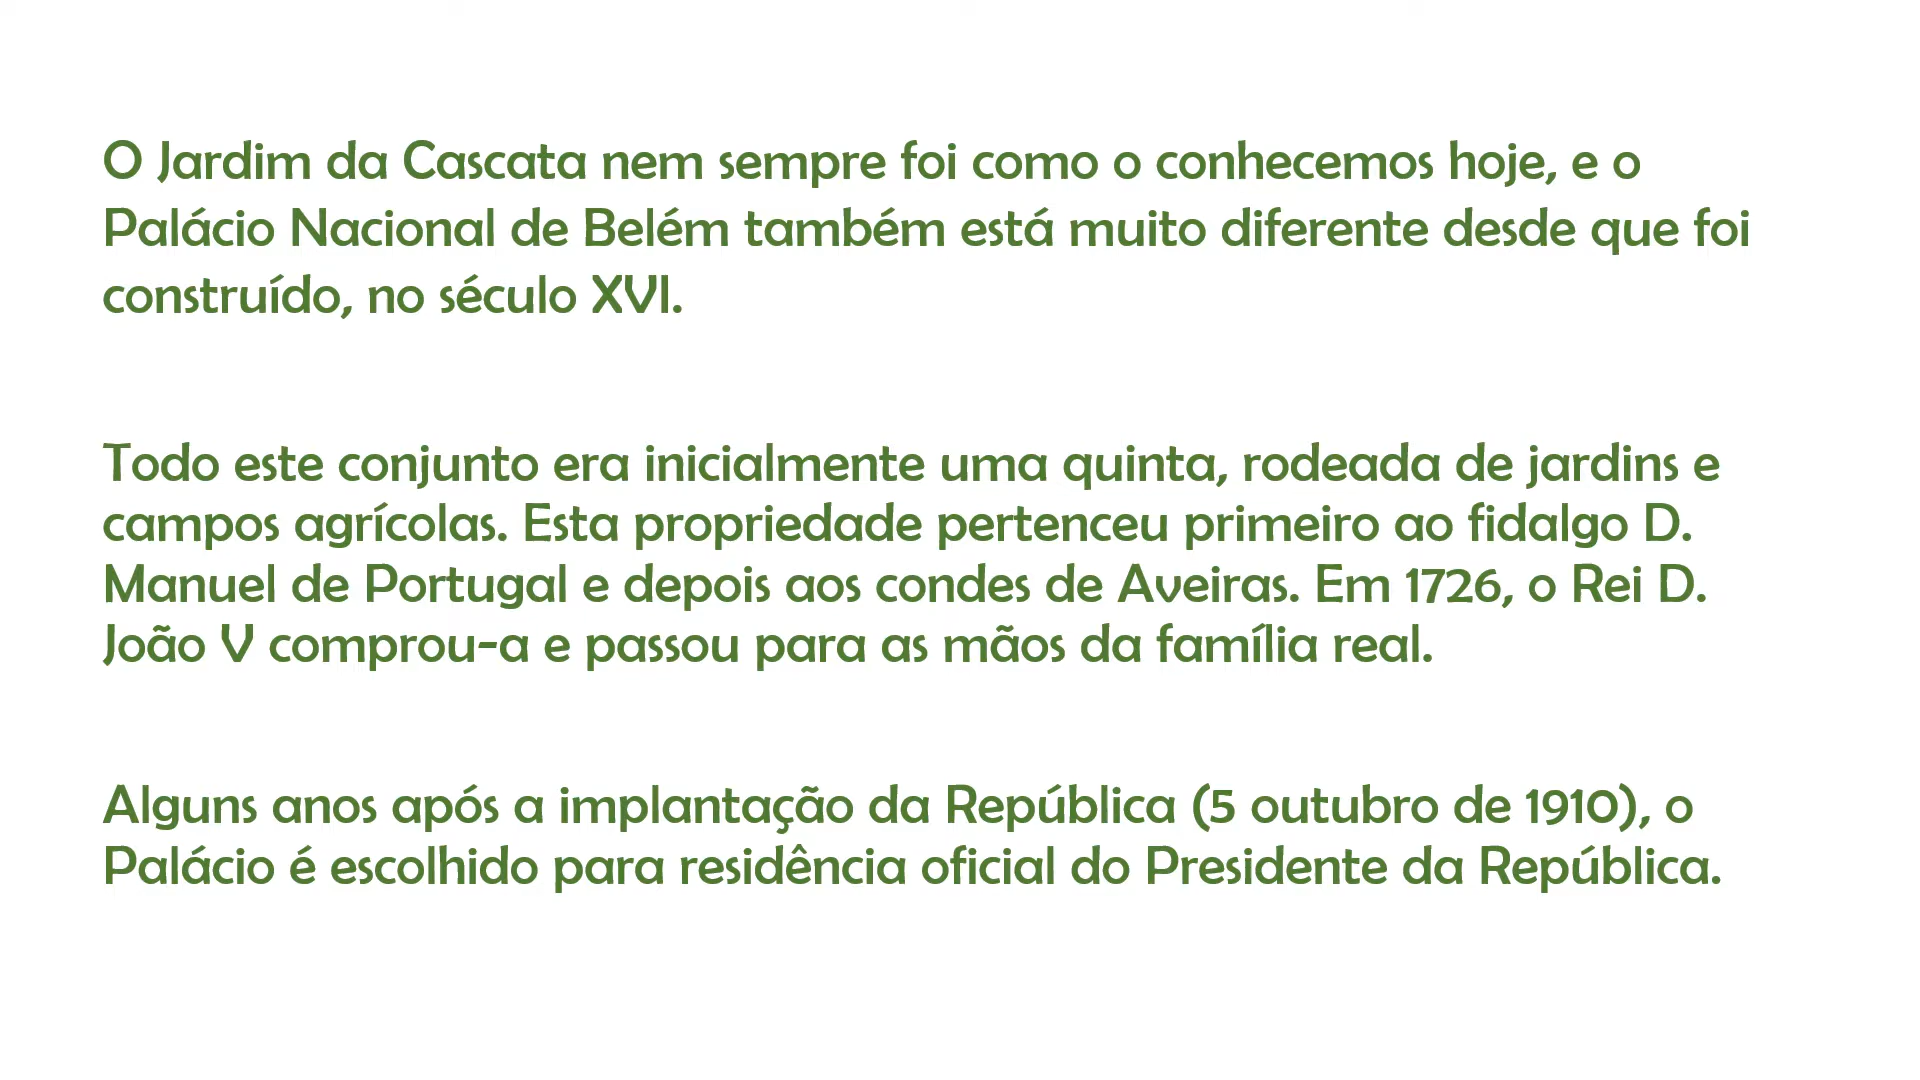 O Jardim da Cascata nem sempre foi como o conhecemos hoje, e o
Palácio Nacional de Belém também está muito diferente desde que foi
construído, no século XVI.
Todo este conjunto era inicialmente uma quinta, rodeada de jardins e
campos agrícolas. Esta propriedade pertenceu primeiro ao fidalgo D.
Manuel de Portugal e depois aos condes de Aveiras. Em 1726, o Rei D.
João V comprou-a e passou para as mãos da família real.
Alguns anos após a implantação da República (5 outubro de 1910), o
Palácio é escolhido para residência oficial do Presidente da República.